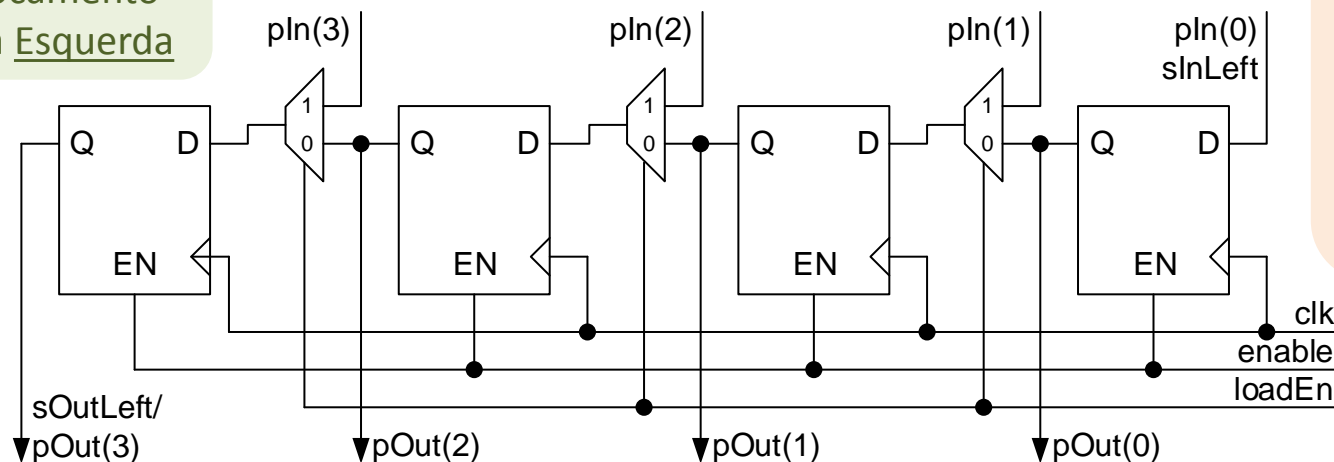 Esquerda
pIn(3)
pIn(2)
pIn(1)
pIn(0)
sInLeft
1
1
1
Q D
0
Q D
0
Q D
0
Q D
EN
EN
EN
EN
clk
enable
loadEn
sOutLeft/
pOut(3)
pOut(2)
pOut(1)
pOut(0)